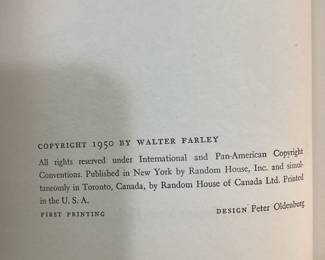 COPYRIGHT 1950 BY WALTER FARLEY
All rights reserved under International and Pan-American Copyright
Conventions. Published in New York by Random House, Inc. and simul-
taneously in Toronto, Canada, by Random House of Canada Ltd. Printed
in the U. S. A.
FIRST PRINTING DESIGN Peter Oldenburg